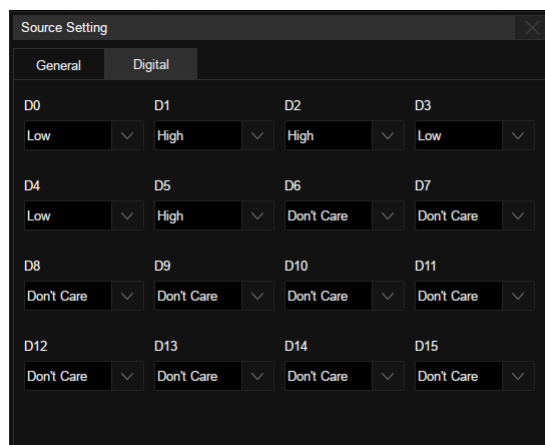 Source Setting
General Digital
D0 D1 D2 D3
Low High High Low
D4 D5 D6 D7
Low High Don't Care Don't Care
D8 D9 D10 D11
Don't Care Don't Care Don't Care Don't Care
D12 D13 D14 D15
Don't Care Don't Care Don't Care Don't Care